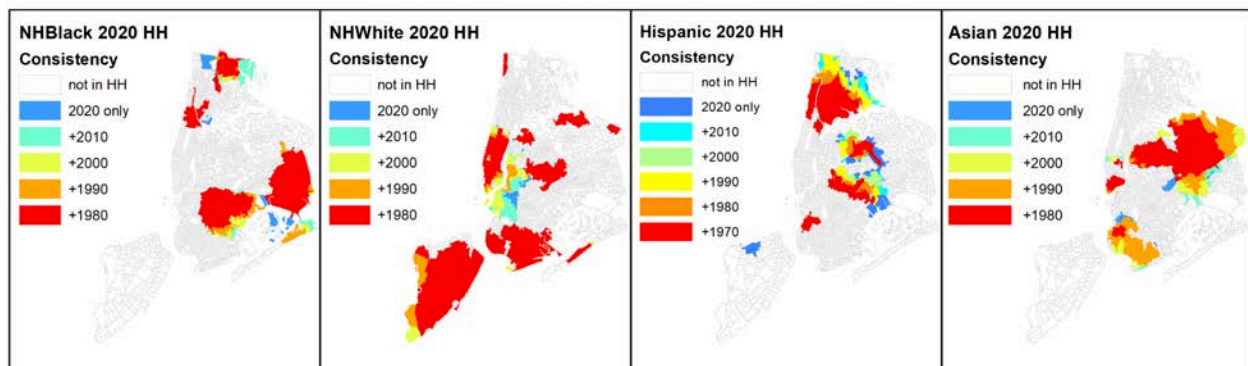 NHBlack 2020 HH
Consistency
not in HH
2020 only
+2010
+2000
+1990
+1980
NHWhite 2020 HH
Consistency
not in HH
2020 only
+2010
+2000
+1990
+1980
Hispanic 2020 HH
Consistency
not in HH
2020 only
+2010
+2000
+1990
+1980
+1970
Asian 2020 HH
Consistency
not in HH
2020 only
+2010
+2000
+1990
+1980